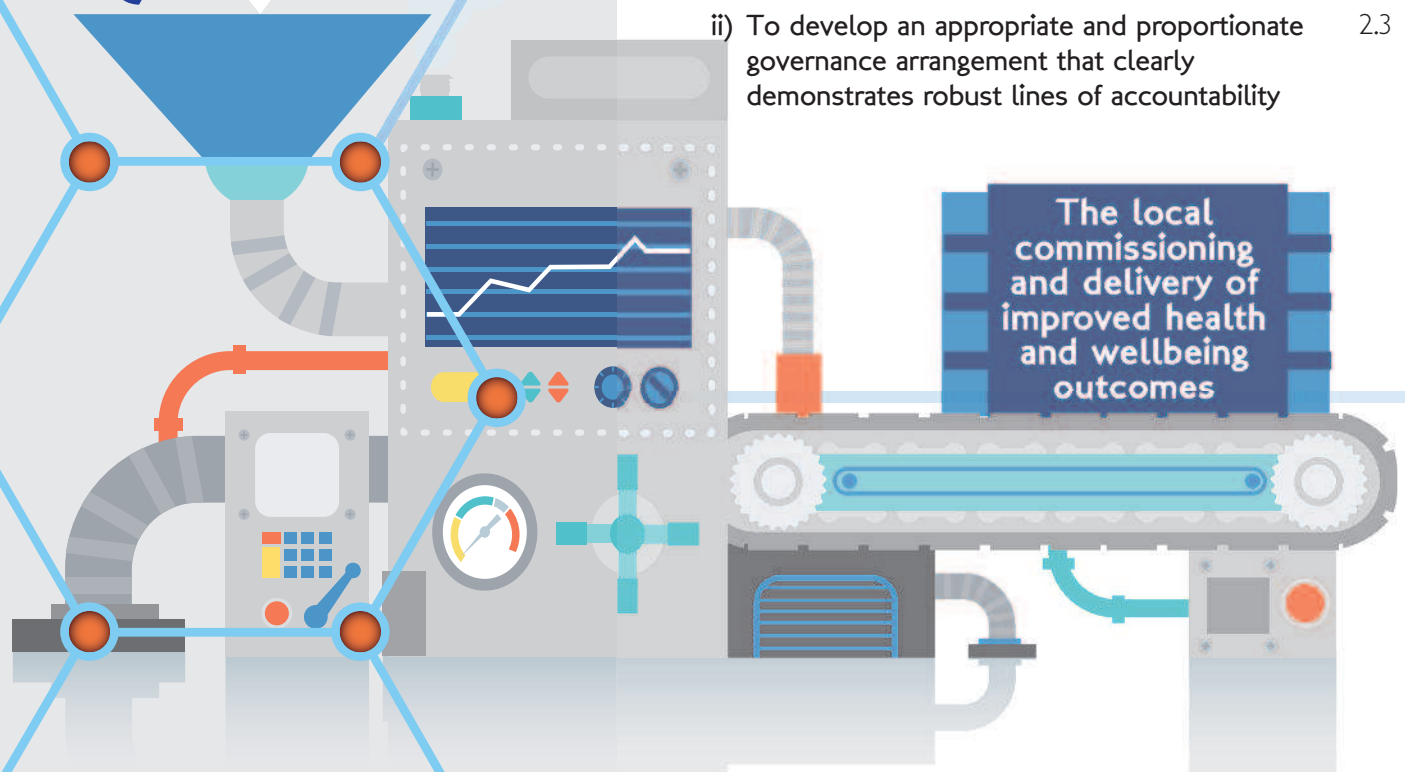 ii) To develop an appropriate and proportionate
governance arrangement that clearly
demonstrates robust lines of accountability
2.3
The local
commissioning
and delivery of
improved health
and wellbeing
outcomes